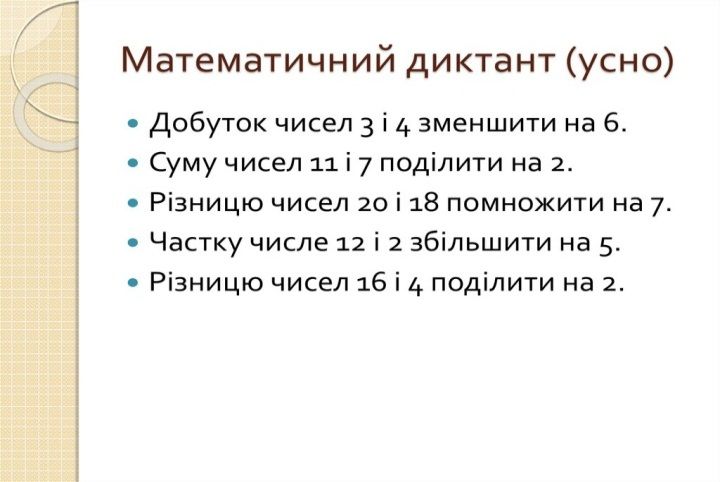 Математичний диктант (усно)
• Добуток чисел 3 і 4 зменшити на 6.
• Суму чисел 11 і 7 поділити на 2.
• Різницю чисел 20 і 18 помножити на 7.
• Частку числе 12 і 2 збільшити на 5.
• Різницю чисел 16 і 4 поділити на 2.